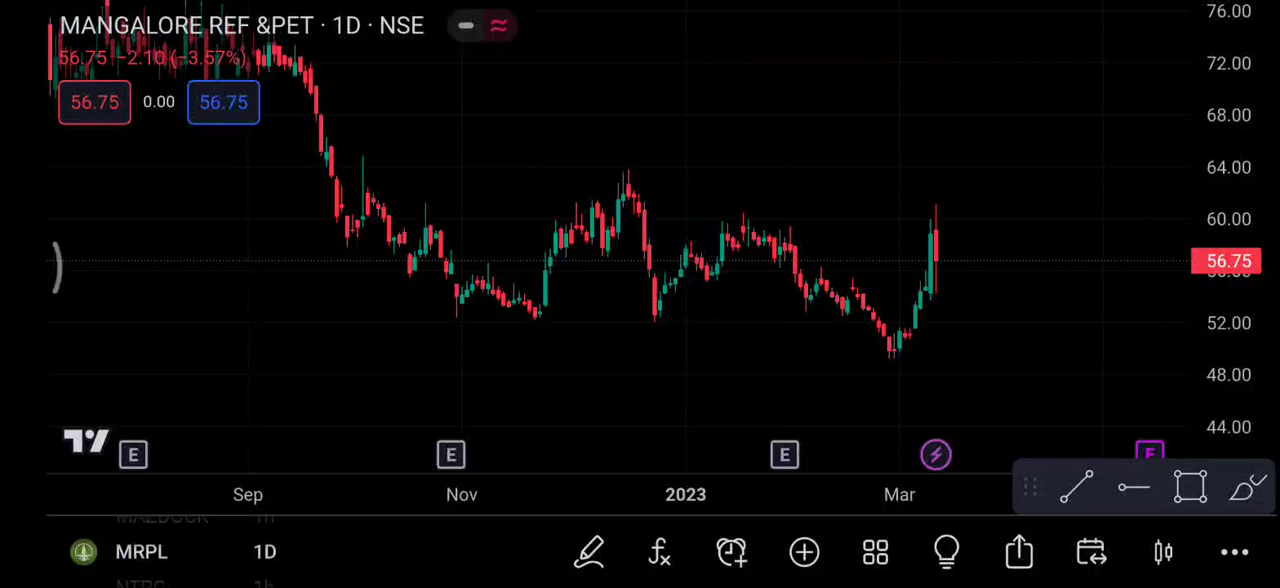 MANGALORE REF &PET · 1D · NSE
56.75 −2.10 (−3.57%)
56.75 0.00 56.75
76.00
72.00
68.00
64.00
60.00
56.75
52.00
48.00
44.00
E E E E
Sep Nov 2023 Mar
MAZDOCK 1h
MRPL 1D